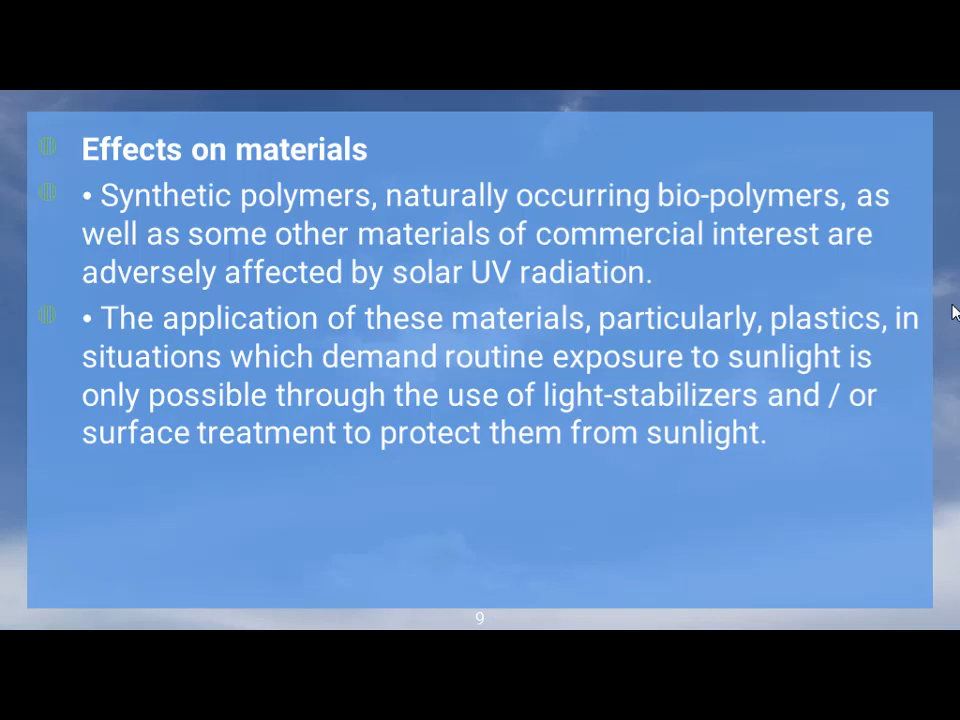 Effects on materials
• Synthetic polymers, naturally occurring bio-polymers, as
well as some other materials of commercial interest are
adversely affected by solar UV radiation.
• The application of these materials, particularly, plastics, in
situations which demand routine exposure to sunlight is
only possible through the use of light-stabilizers and / or
surface treatment to protect them from sunlight.
9